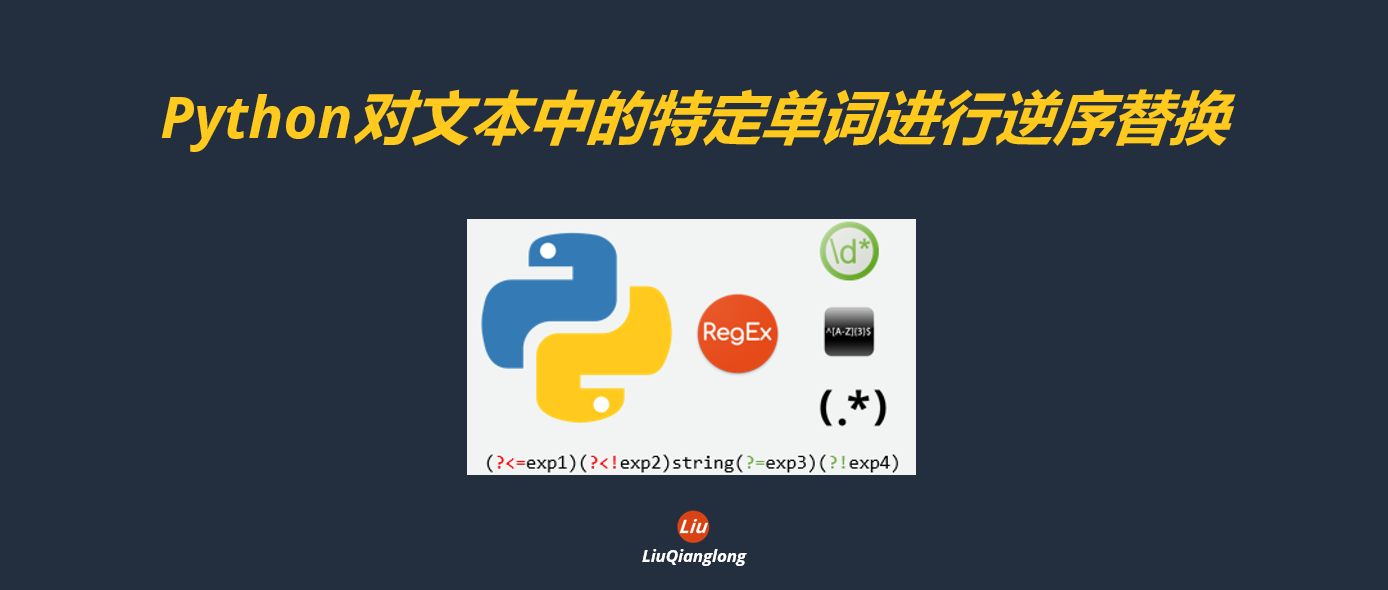 Python对文本中的特定单词进行逆序替换
\d*
RegEx
^[A-Z]{3}$
(.*)
(?<=exp1)(?<!exp2)string(?=exp3)(?!exp4)
Liu
LiuQianglong